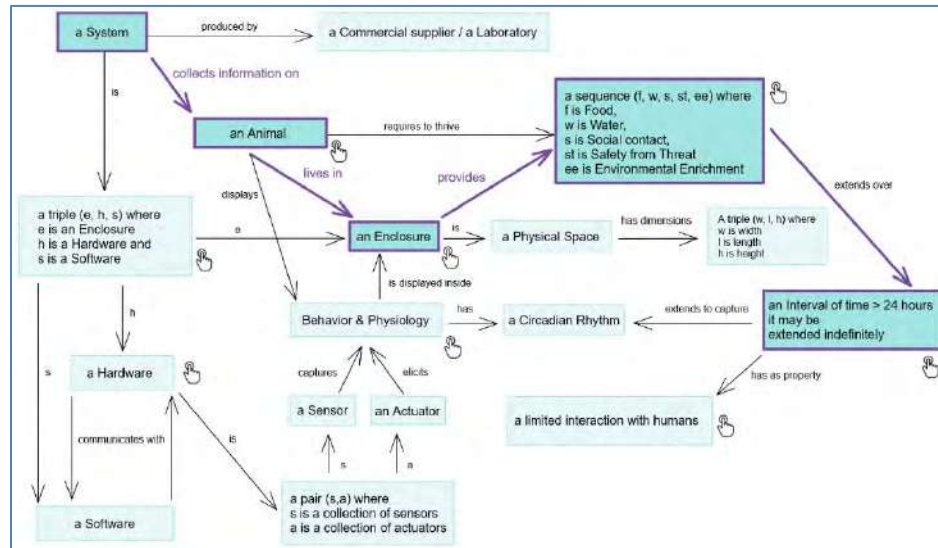 a System
produced by
a Commercial supplier / a Laboratory
collects information on
is
an Animal
requires to thrive
a sequence (f, w, s, st, ee) where
f is Food,
w is Water,
s is Social contact,
st is Safety from Threat
ee is Environmental Enrichment
lives in
provides
extends over
displays
a triple (e, h, s) where
e is an Enclosure
h is a Hardware and
s is a Software
e
an Enclosure
is
a Physical Space
has dimensions
A triple (w, l, h) where
w is width
l is length
h is height
is displayed inside
h
Behavior & Physiology
has
a Circadian Rhythm
extends to capture
an Interval of time > 24 hours
it may be
extended indefinitely
s
a Hardware
captures
elicits
has as property
a Sensor
an Actuator
a limited interaction with humans
communicates with
is
s
a
a pair (s,a) where
s is a collection of sensors
a is a collection of actuators
a Software